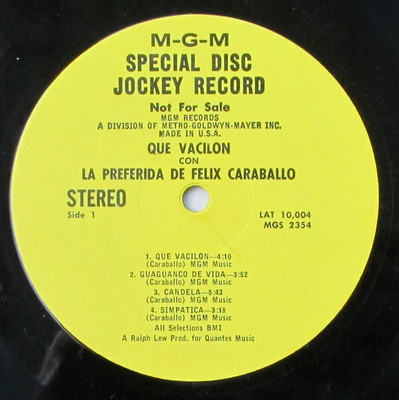 M-G-M
SPECIAL DISC
JOCKEY RECORD
Not For Sale
MGM RECORDS
A DIVISION OF METRO-GOLDWYN-MAYER INC.
MADE IN U.S.A.
QUE VACILON
CON
LA PREFERIDA DE FELIX CARABALLO
STEREO
Side 1
LAT 10,004
MGS 2354
1. QUE VACILON—4:10
(Caraballo) MGM Music
2. GUAGUANCO DE VIDA—3:52
(Caraballo) MGM Music
3. CANDELA—5:43
(Caraballo) MGM Music
4. SIMPATICA—3:18
(Caraballo) MGM Music
All Selections BMI
A Ralph Lew Prod. for Quantes Music